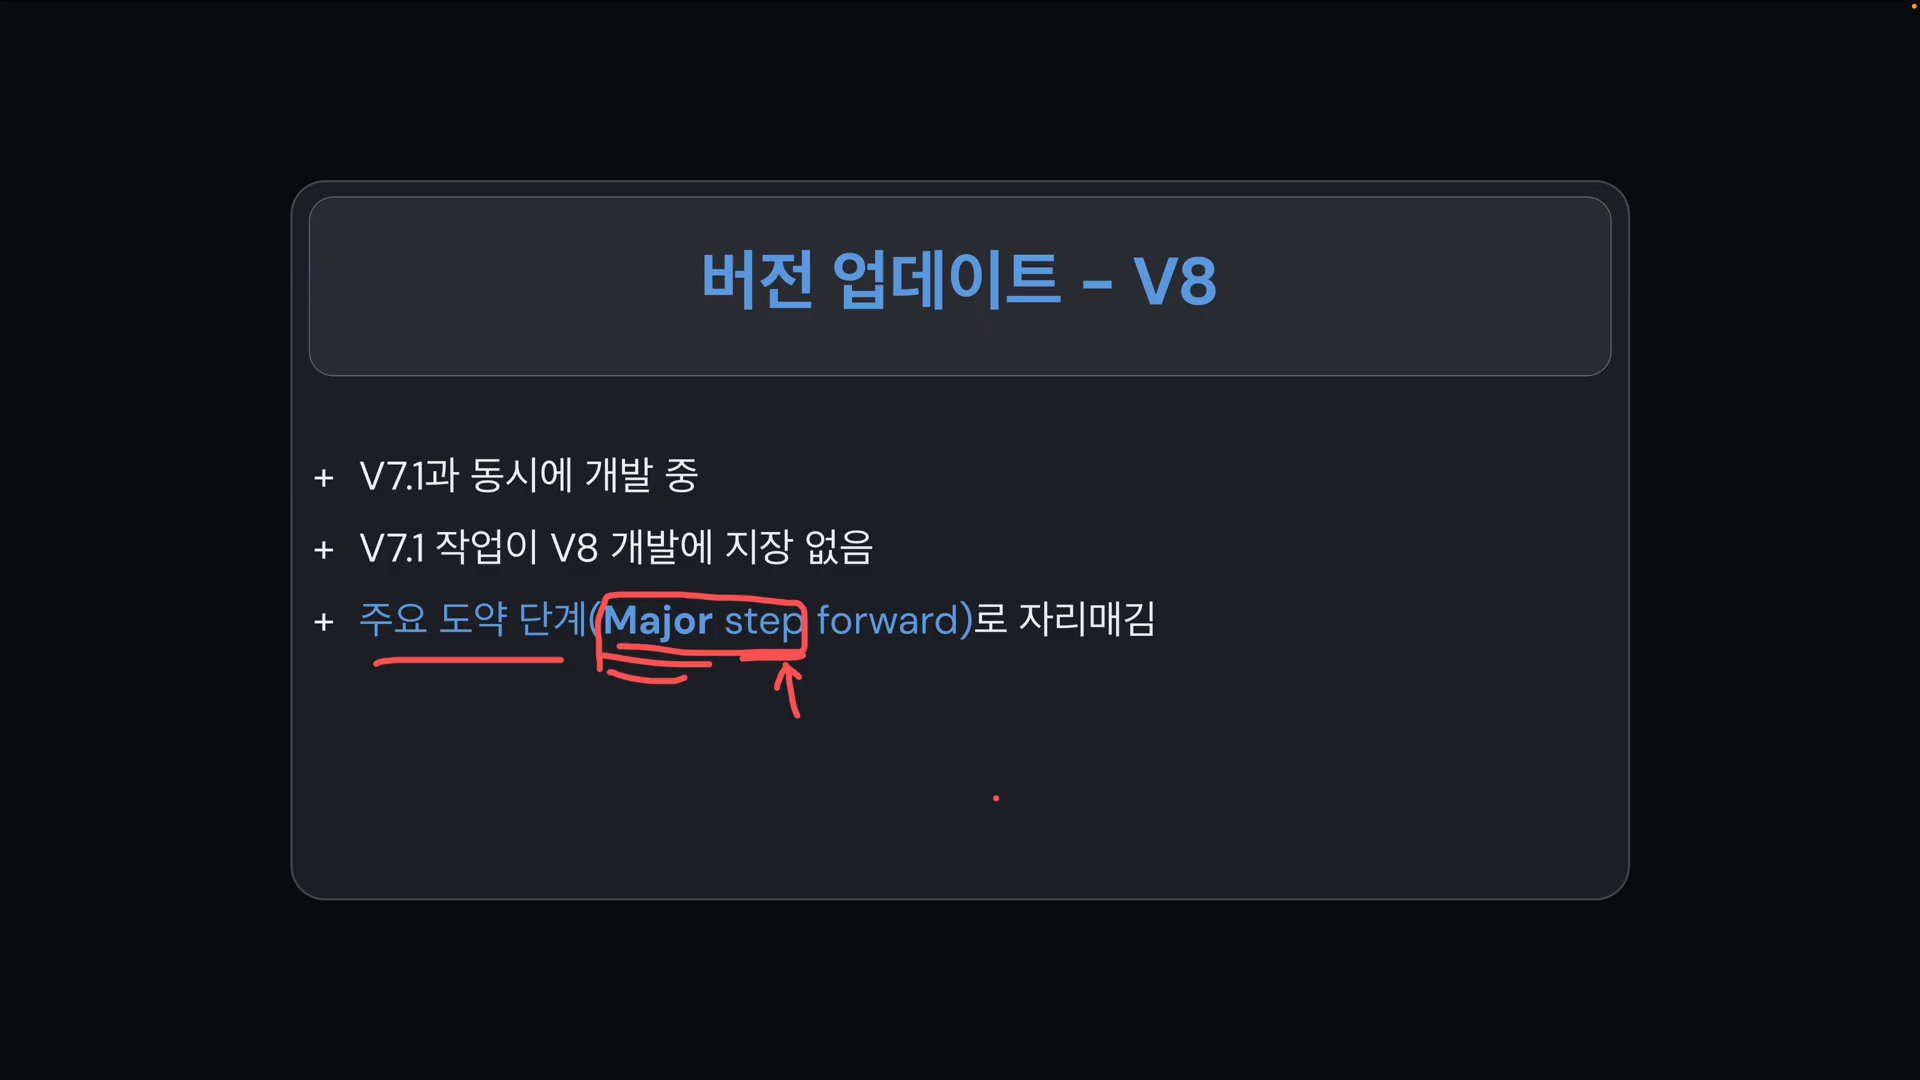 버전 업데이트 - V8
+ V7.1과 동시에 개발 중
+ V7.1 작업이 V8 개발에 지장 없음
+ 주요 도약 단계(Major step forward)로 자리매김